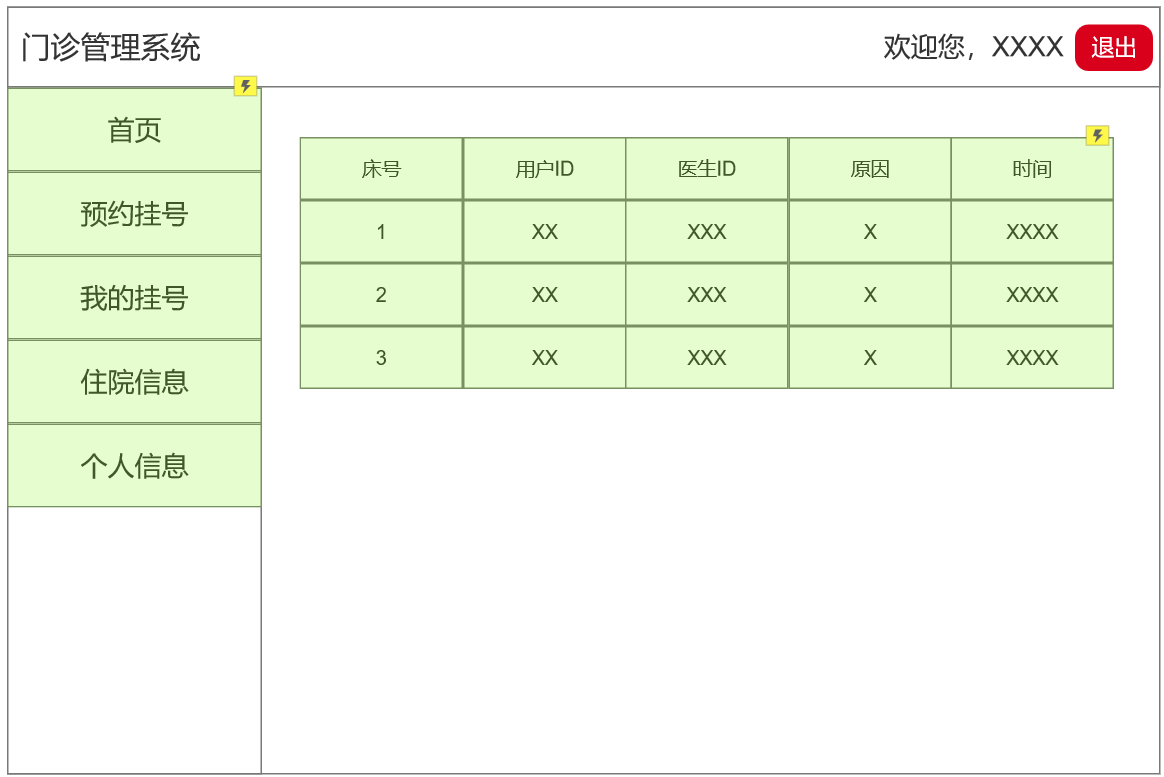 门诊管理系统
欢迎您，XXXX 退出
首页
预约挂号
我的挂号
住院信息
个人信息
床号 用户ID 医生ID 原因 时间
1 XX XXX X XXXX
2 XX XXX X XXXX
3 XX XXX X XXXX